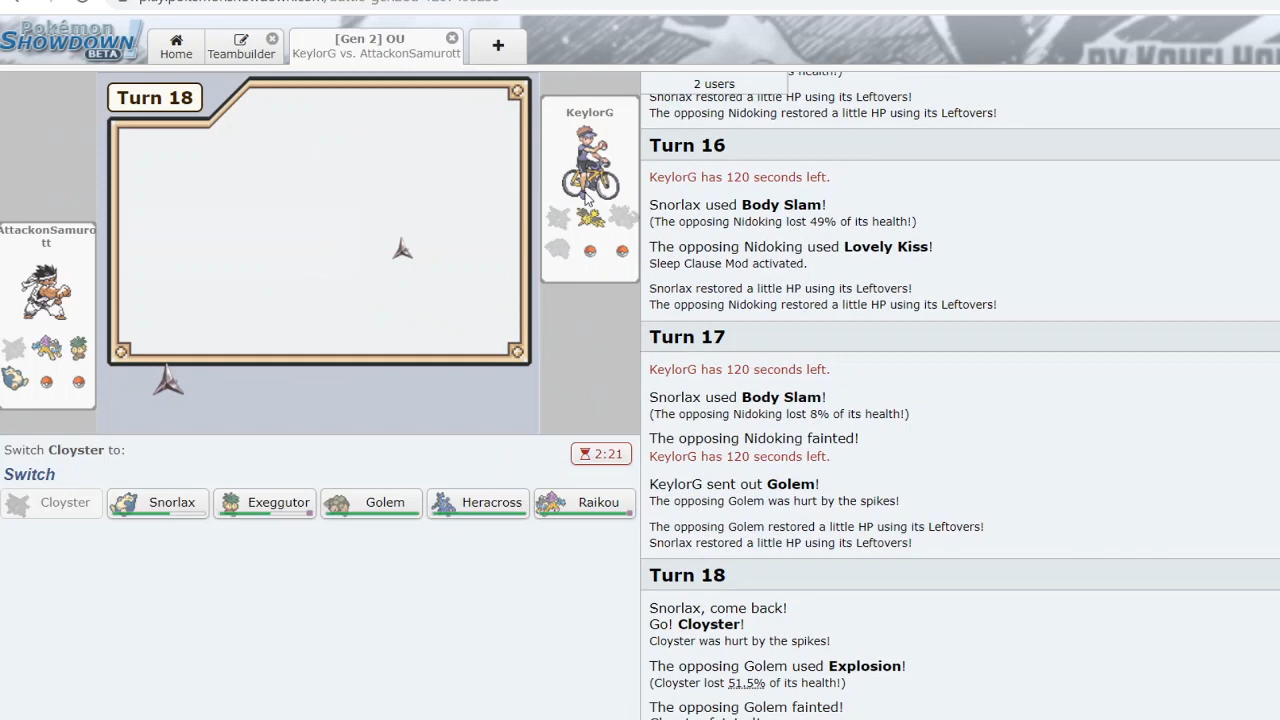 Pokémon
SHOWDOWN
BETA
Home
Teambuilder
[Gen 2] OU
KeylorG vs. AttackonSamurott
+
2 users
s health!)
Snorlax restored a little HP using its Leftovers!
The opposing Nidoking restored a little HP using its Leftovers!
Turn 16
KeylorG has 120 seconds left.
Snorlax used Body Slam!
(The opposing Nidoking lost 49% of its health!)
The opposing Nidoking used Lovely Kiss!
Sleep Clause Mod activated.
Snorlax restored a little HP using its Leftovers!
The opposing Nidoking restored a little HP using its Leftovers!
Turn 17
KeylorG has 120 seconds left.
Snorlax used Body Slam!
(The opposing Nidoking lost 8% of its health!)
The opposing Nidoking fainted!
KeylorG has 120 seconds left.
KeylorG sent out Golem!
The opposing Golem was hurt by the spikes!
The opposing Golem restored a little HP using its Leftovers!
Snorlax restored a little HP using its Leftovers!
Turn 18
Snorlax, come back!
Go! Cloyster!
Cloyster was hurt by the spikes!
The opposing Golem used Explosion!
(Cloyster lost 51.5% of its health!)
The opposing Golem fainted!
Turn 18
KeylorG
AttackonSamuro
tt
Switch Cloyster to:
2:21
Switch
Cloyster
Snorlax
Exeggutor
Golem
Heracross
Raikou